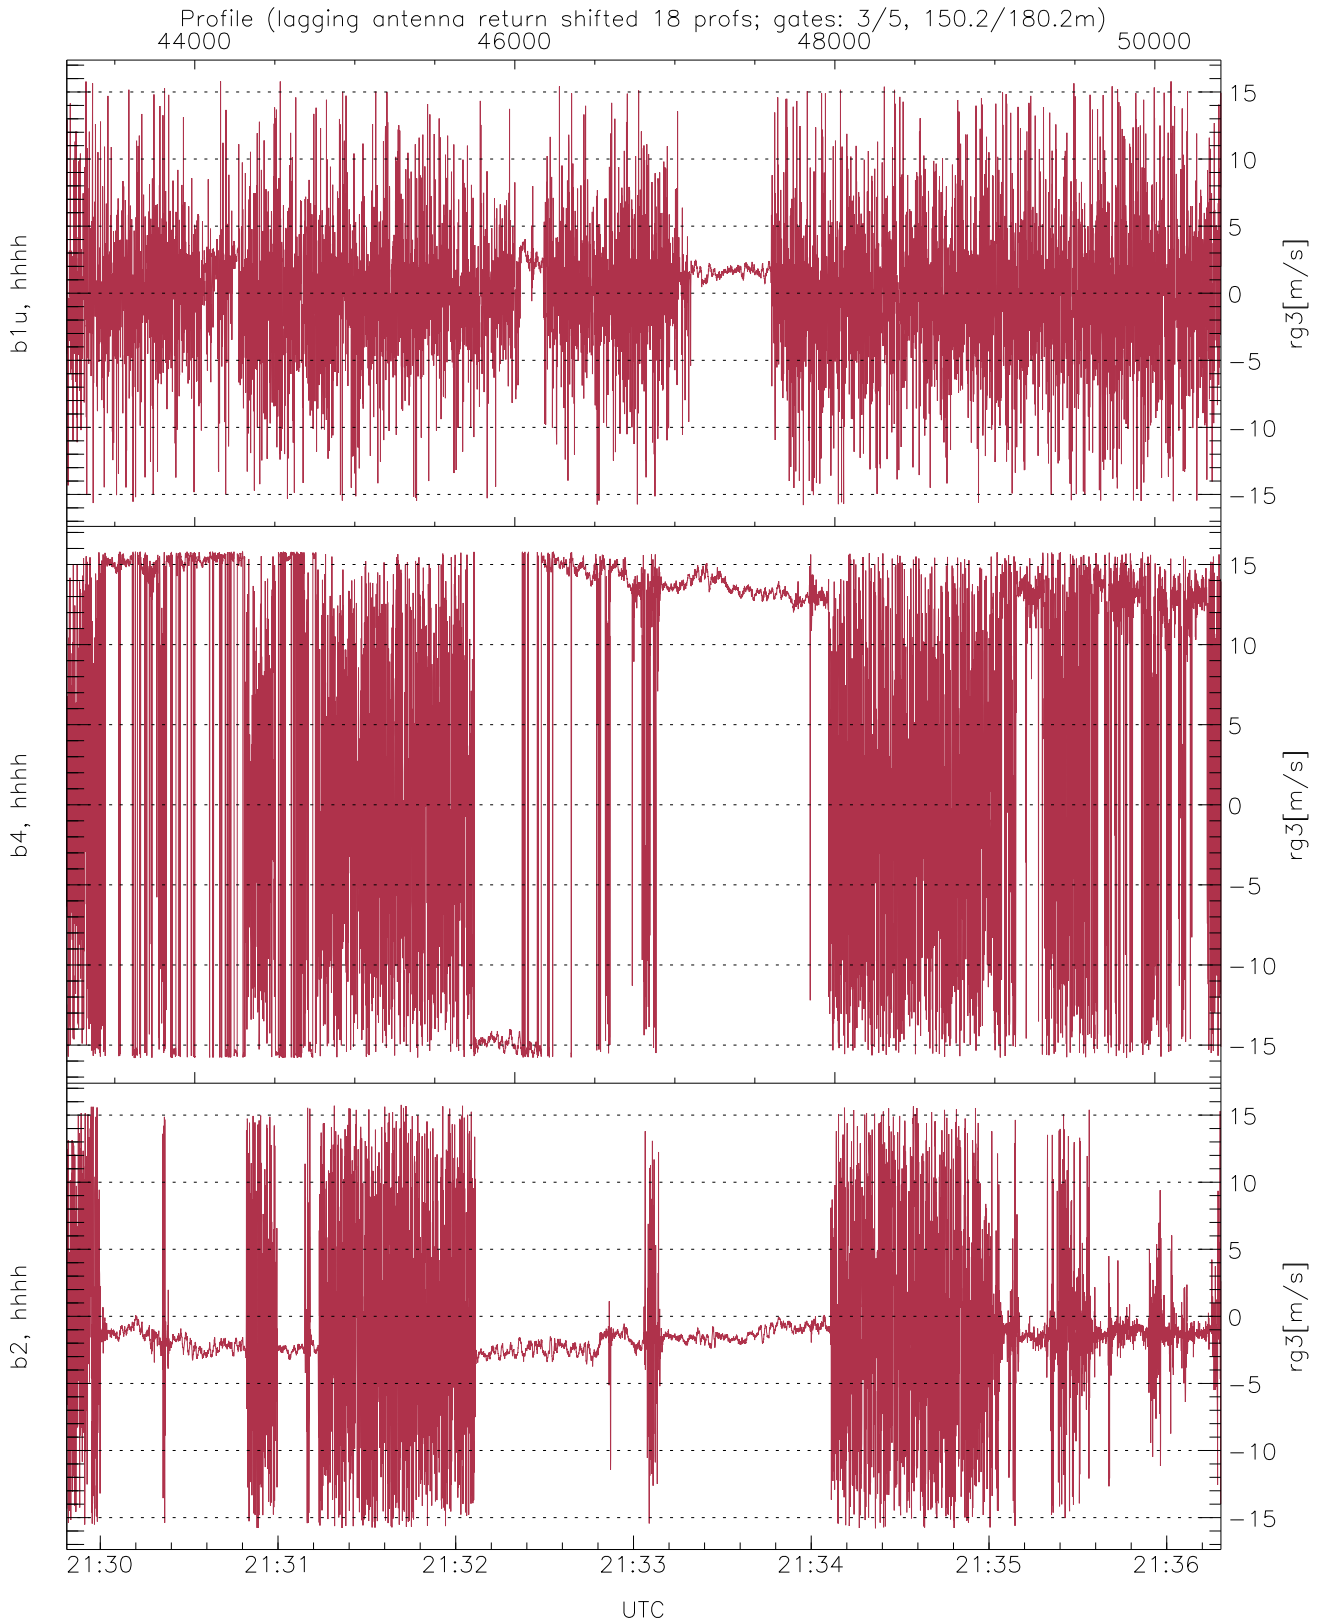 Profile (lagging antenna return shifted 18 profs; gates: 3/5, 150.2/180.2m)
44000 46000 48000 50000
b1u, hhhh
15
10
5
0
-5
-10
-15
rg3[m/s]
b4, hhhh
15
10
5
0
-5
-10
-15
rg3[m/s]
b2, hhhh
15
10
5
0
-5
-10
-15
rg3[m/s]
21:30 21:31 21:32 21:33 21:34 21:35 21:36
UTC